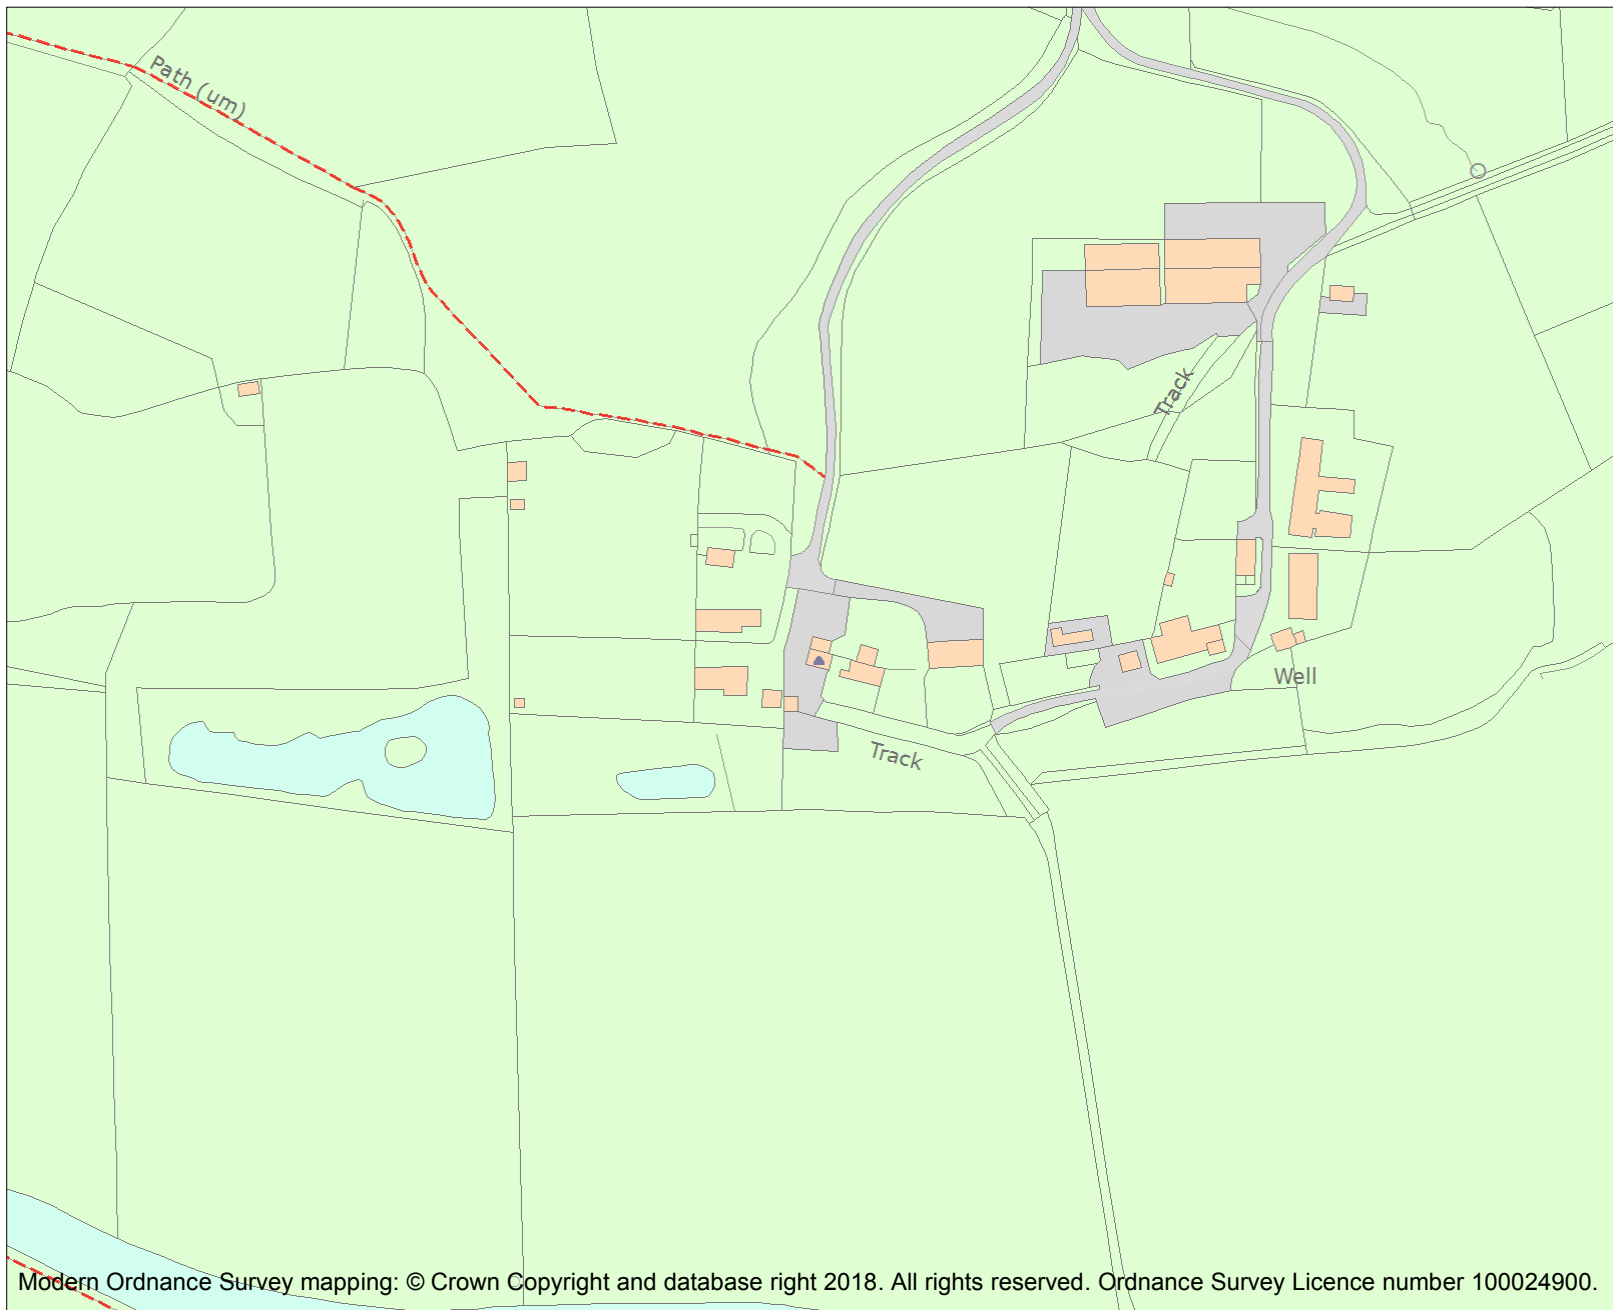 Path (um)
Track
Well
Track
Modern Ordnance Survey mapping: © Crown Copyright and database right 2018. All rights reserved. Ordnance Survey Licence number 100024900.